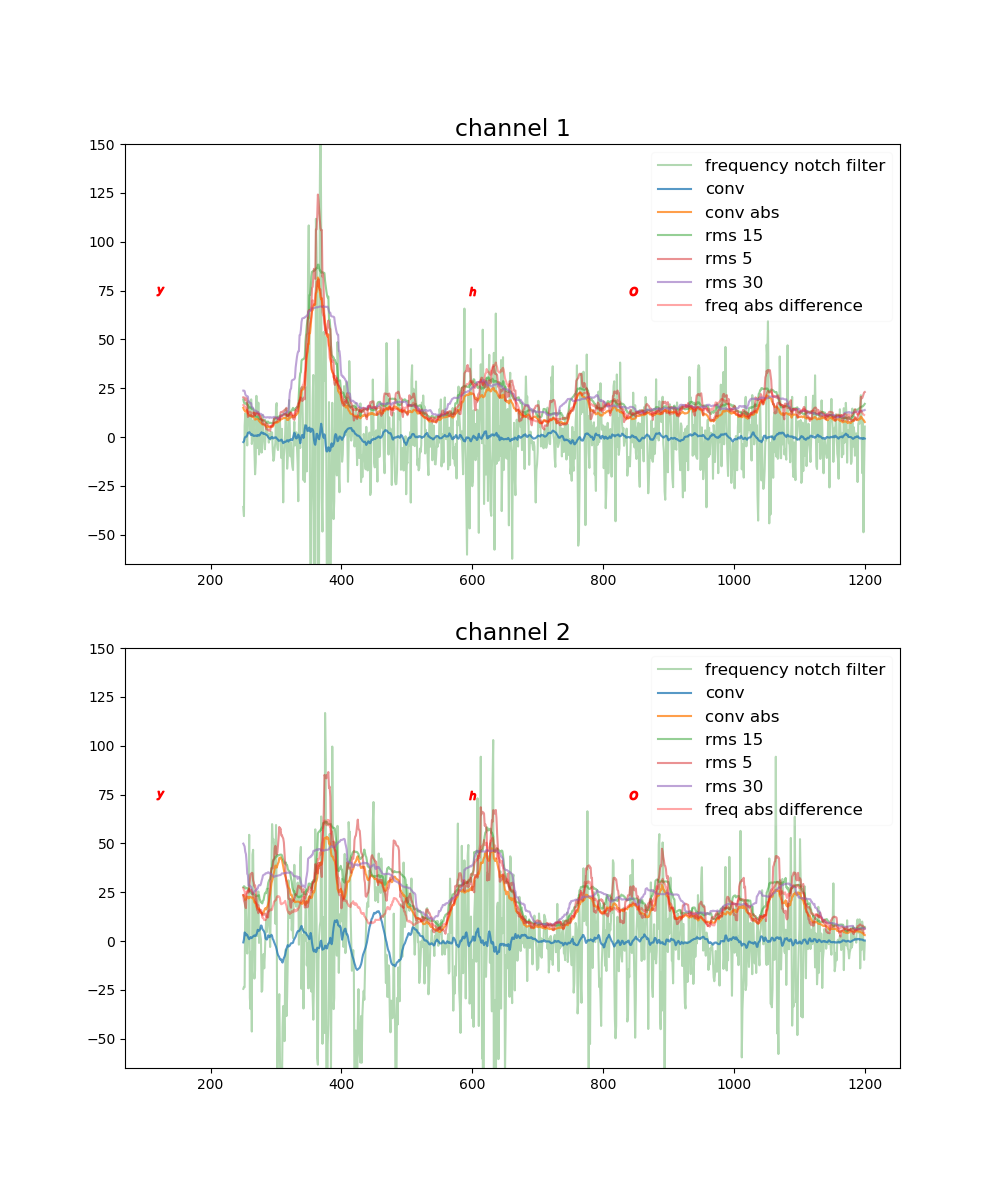 channel 1
150
125
100
75
50
25
0
−25
−50
frequency notch filter
conv
conv abs
rms 15
rms 5
rms 30
freq abs difference
y h o
200 400 600 800 1000 1200
channel 2
150
125
100
75
50
25
0
−25
−50
frequency notch filter
conv
conv abs
rms 15
rms 5
rms 30
freq abs difference
y h o
200 400 600 800 1000 1200